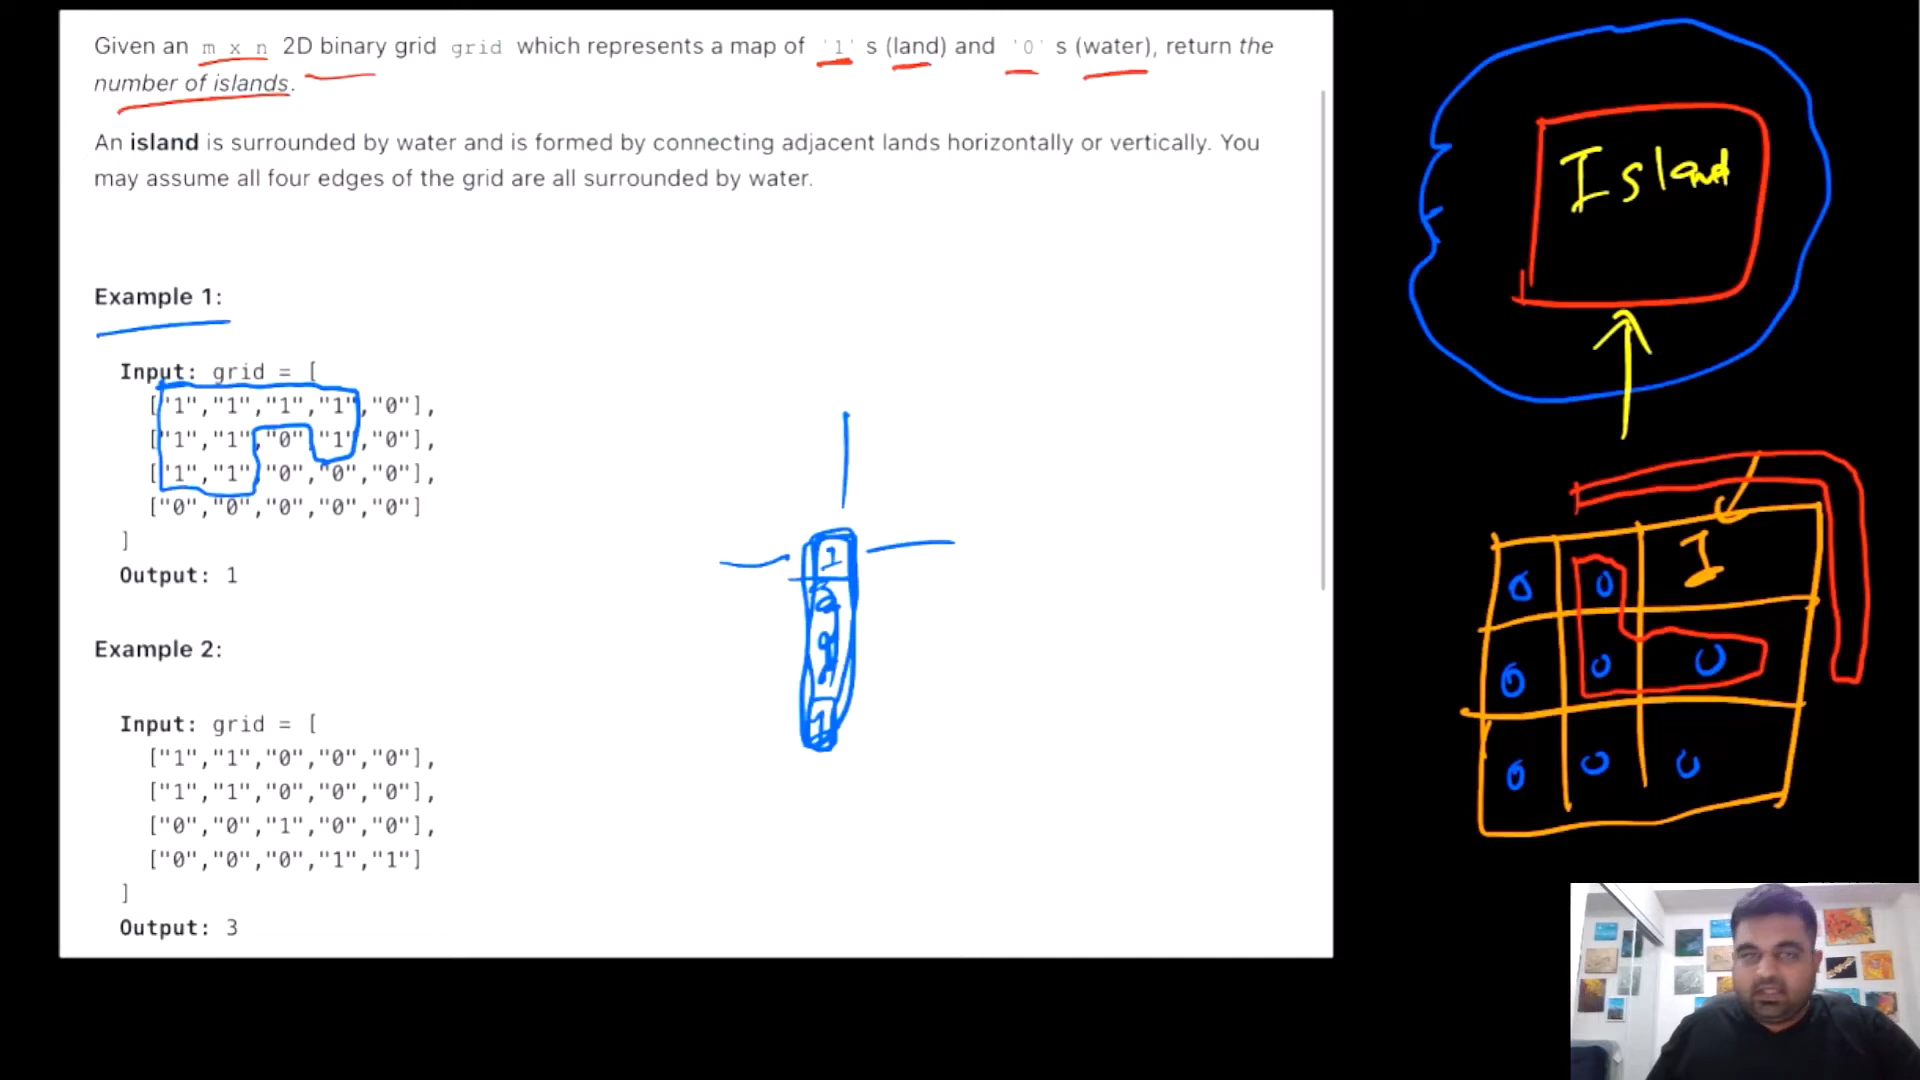 Given an m x n 2D binary grid grid which represents a map of '1' s (land) and '0' s (water), return the
number of islands.
An island is surrounded by water and is formed by connecting adjacent lands horizontally or vertically. You
may assume all four edges of the grid are all surrounded by water.
Example 1:
Input: grid = [
["1","1","1","1","0"],
["1","1","0","1","0"],
["1","1","0","0","0"],
["0","0","0","0","0"]
]
Output: 1
Example 2:
Input: grid = [
["1","1","0","0","0"],
["1","1","0","0","0"],
["0","0","1","0","0"],
["0","0","0","1","1"]
]
Output: 3
1
1
Island
0 0 I
0 0 0
0 0 0